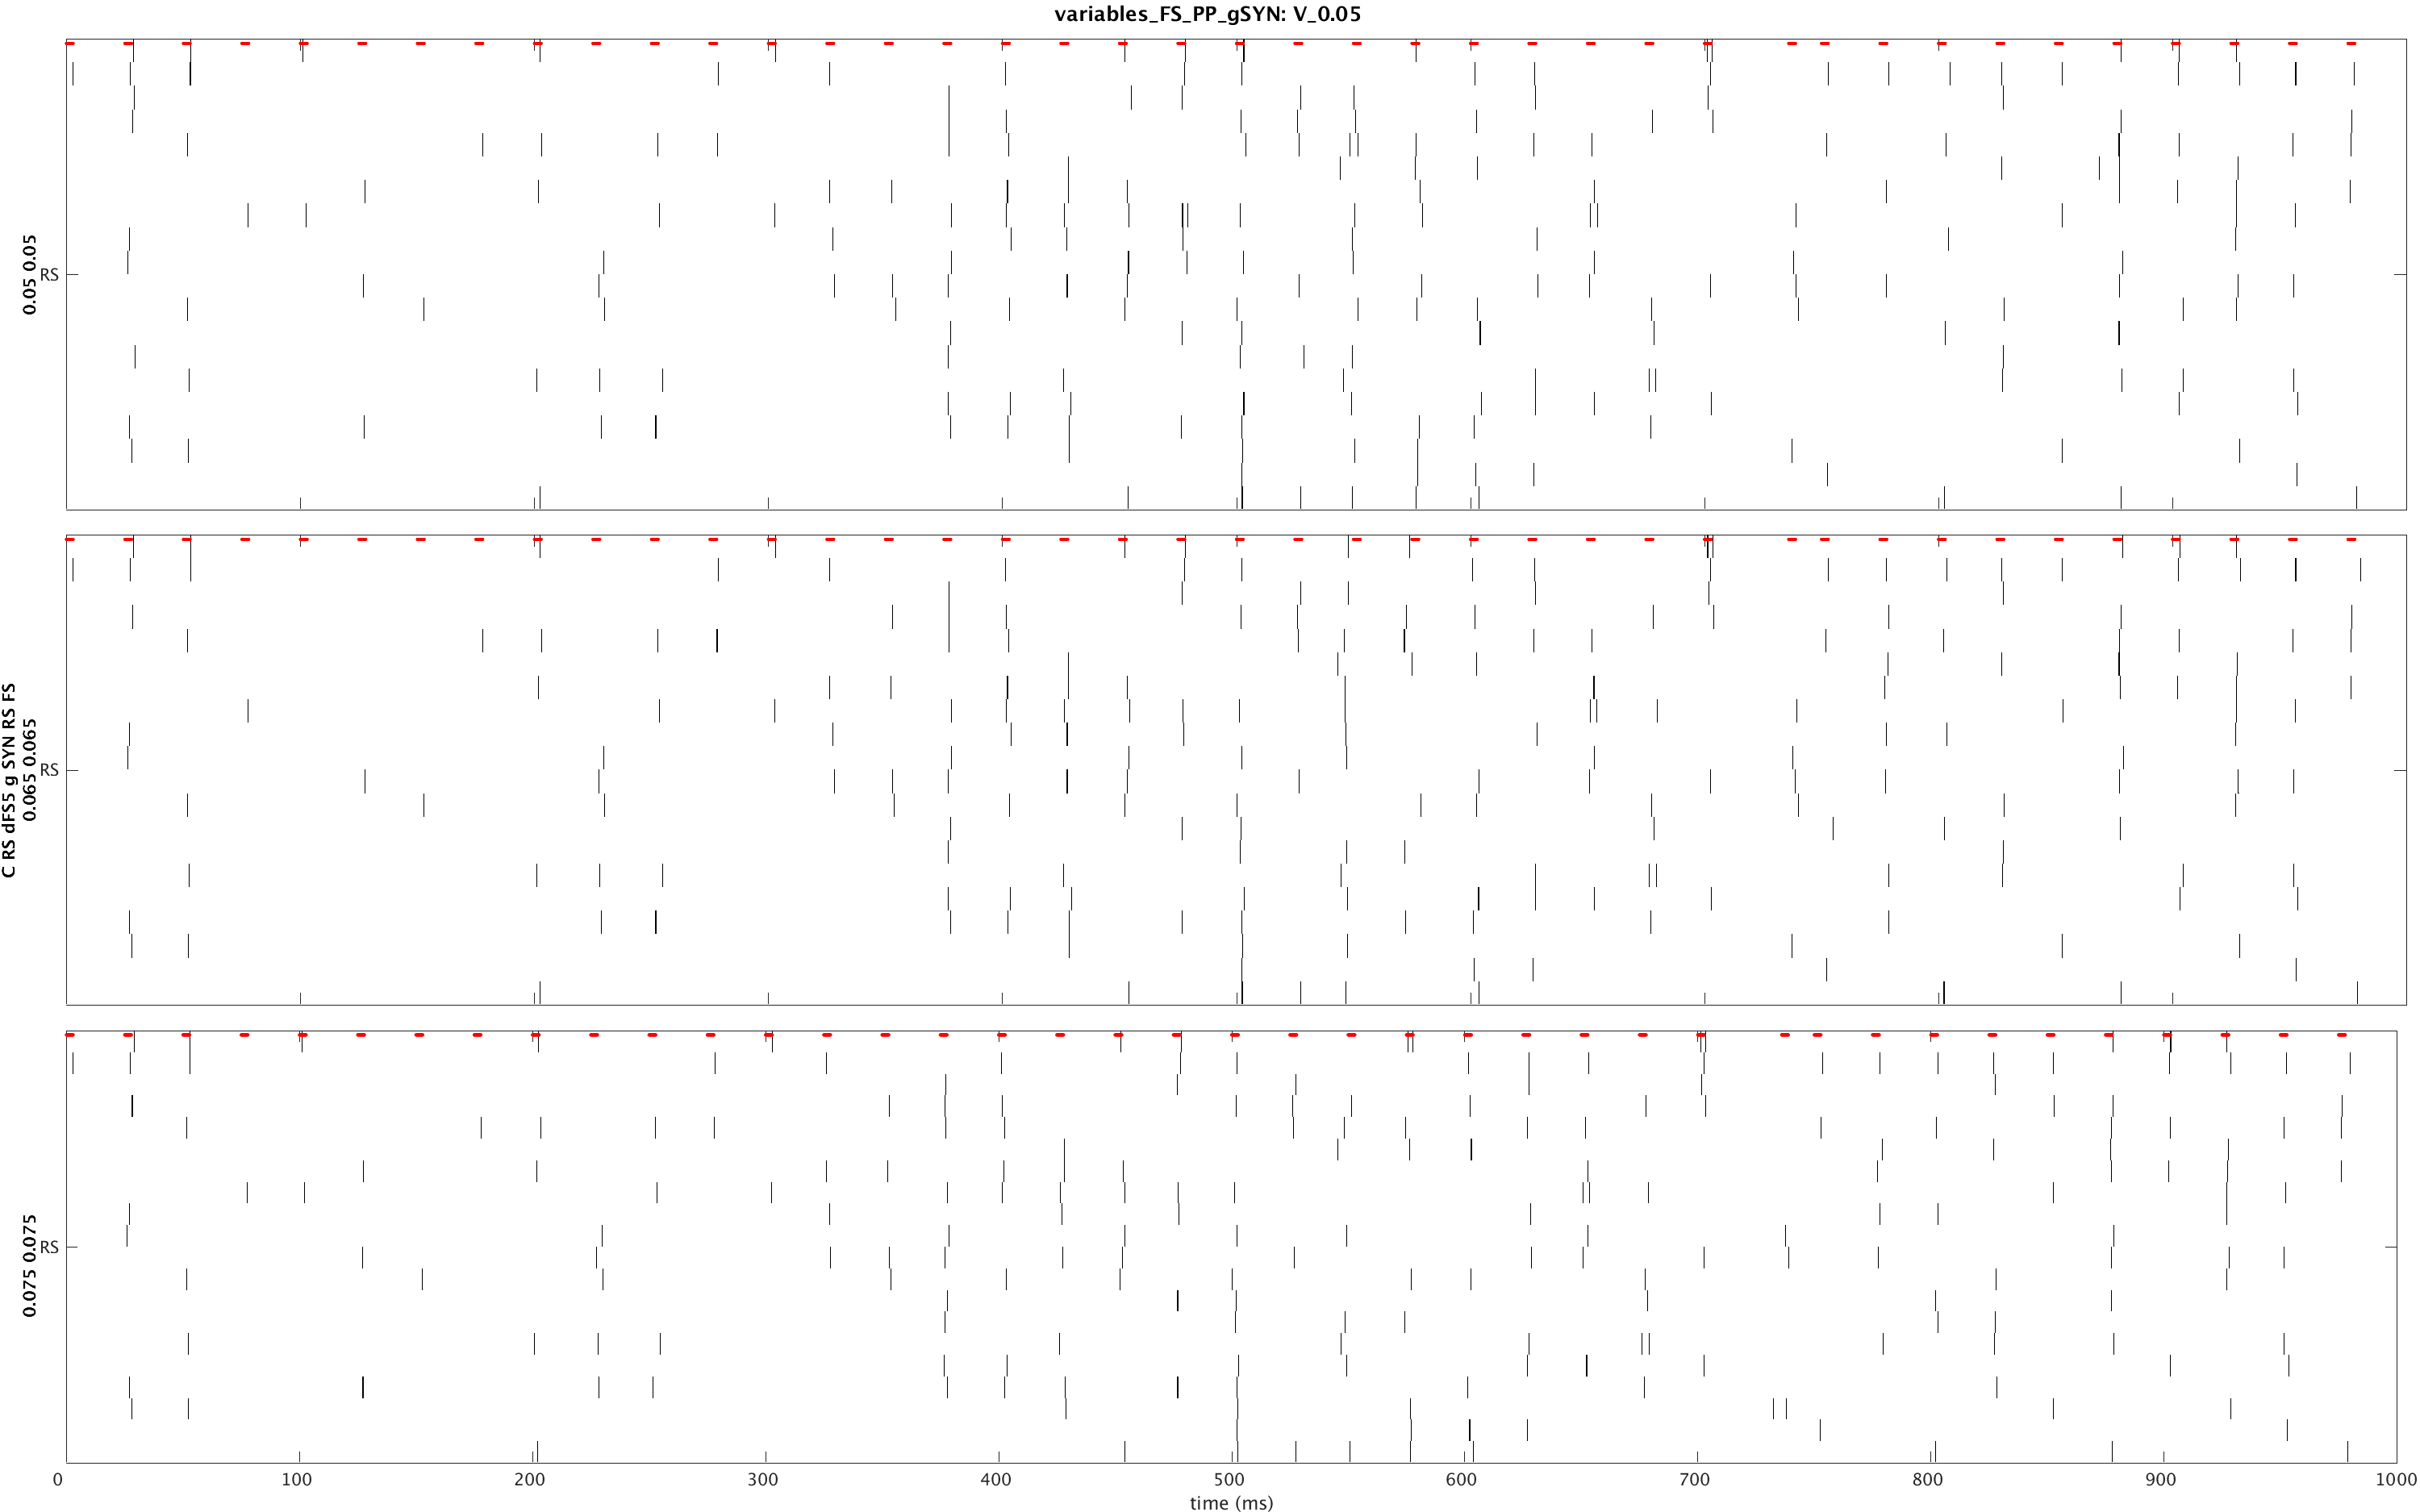 variables_FS_PP_gSYN: V_0.05
C RS dFS5 g SYN RS FS
0.05 0.05
RS
0.065 0.065
RS
0.075 0.075
RS
0 100 200 300 400 500 600 700 800 900 1000
time (ms)